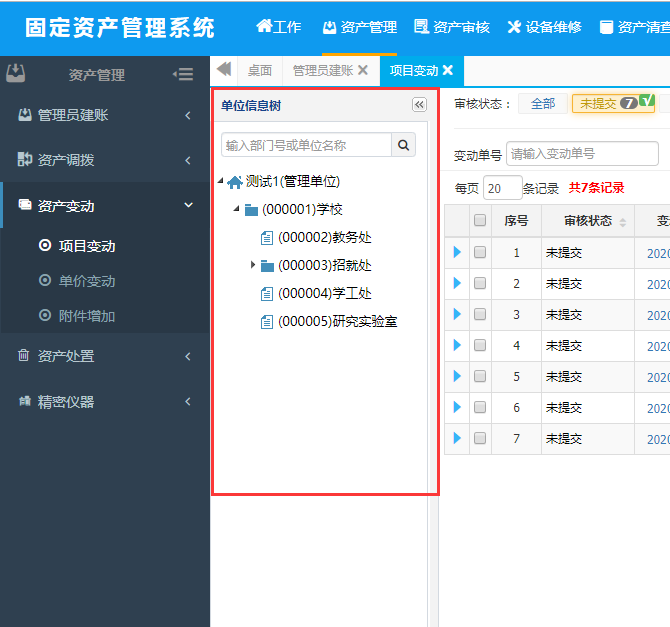 固定资产管理系统
工作 资产管理 资产审核 设备维修 资产清查
资产管理
管理员建账
资产调拨
资产变动
项目变动
单价变动
附件增加
资产处置
精密仪器
桌面 管理员建账 项目变动
单位信息树
输入部门号或单位名称
测试1(管理单位)
(000001)学校
(000002)教务处
(000003)招就处
(000004)学工处
(000005)研究实验室
审核状态： 全部 未提交 7
变动单号 请输入变动单号
每页 20 条记录 共7条记录
序号 审核状态
1 未提交
2 未提交
3 未提交
4 未提交
5 未提交
6 未提交
7 未提交